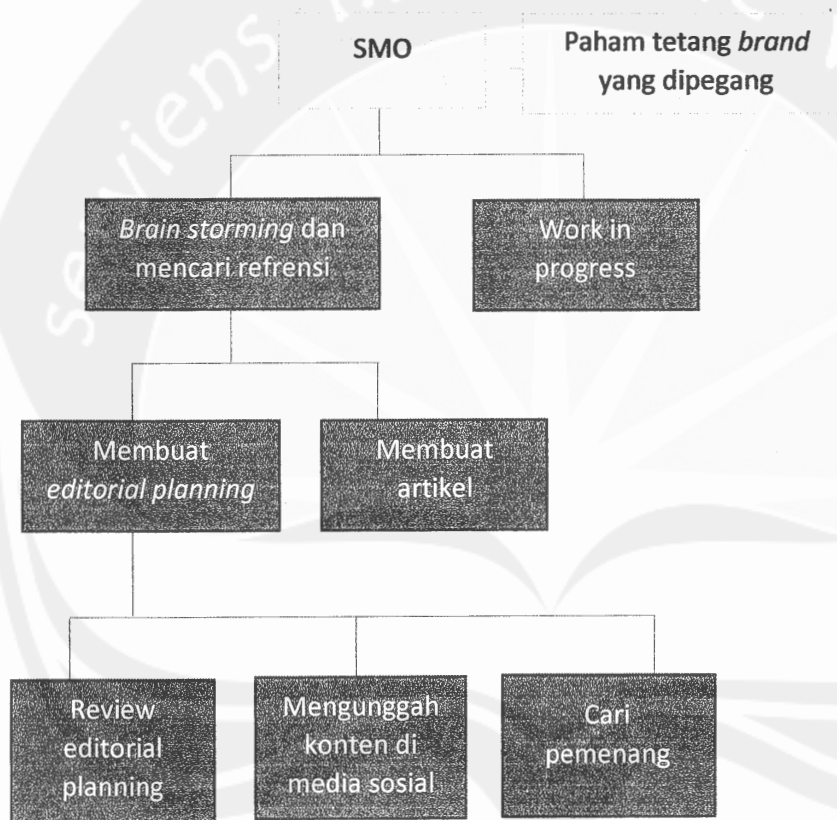 SMO
Paham tetang brand
yang dipegang
Brain storming dan
mencari refrensi
Work in
progress
Membuat
editorial planning
Membuat
artikel
Review
editorial
planning
Mengunggah
konten di
media sosial
Cari
pemenang
serviens